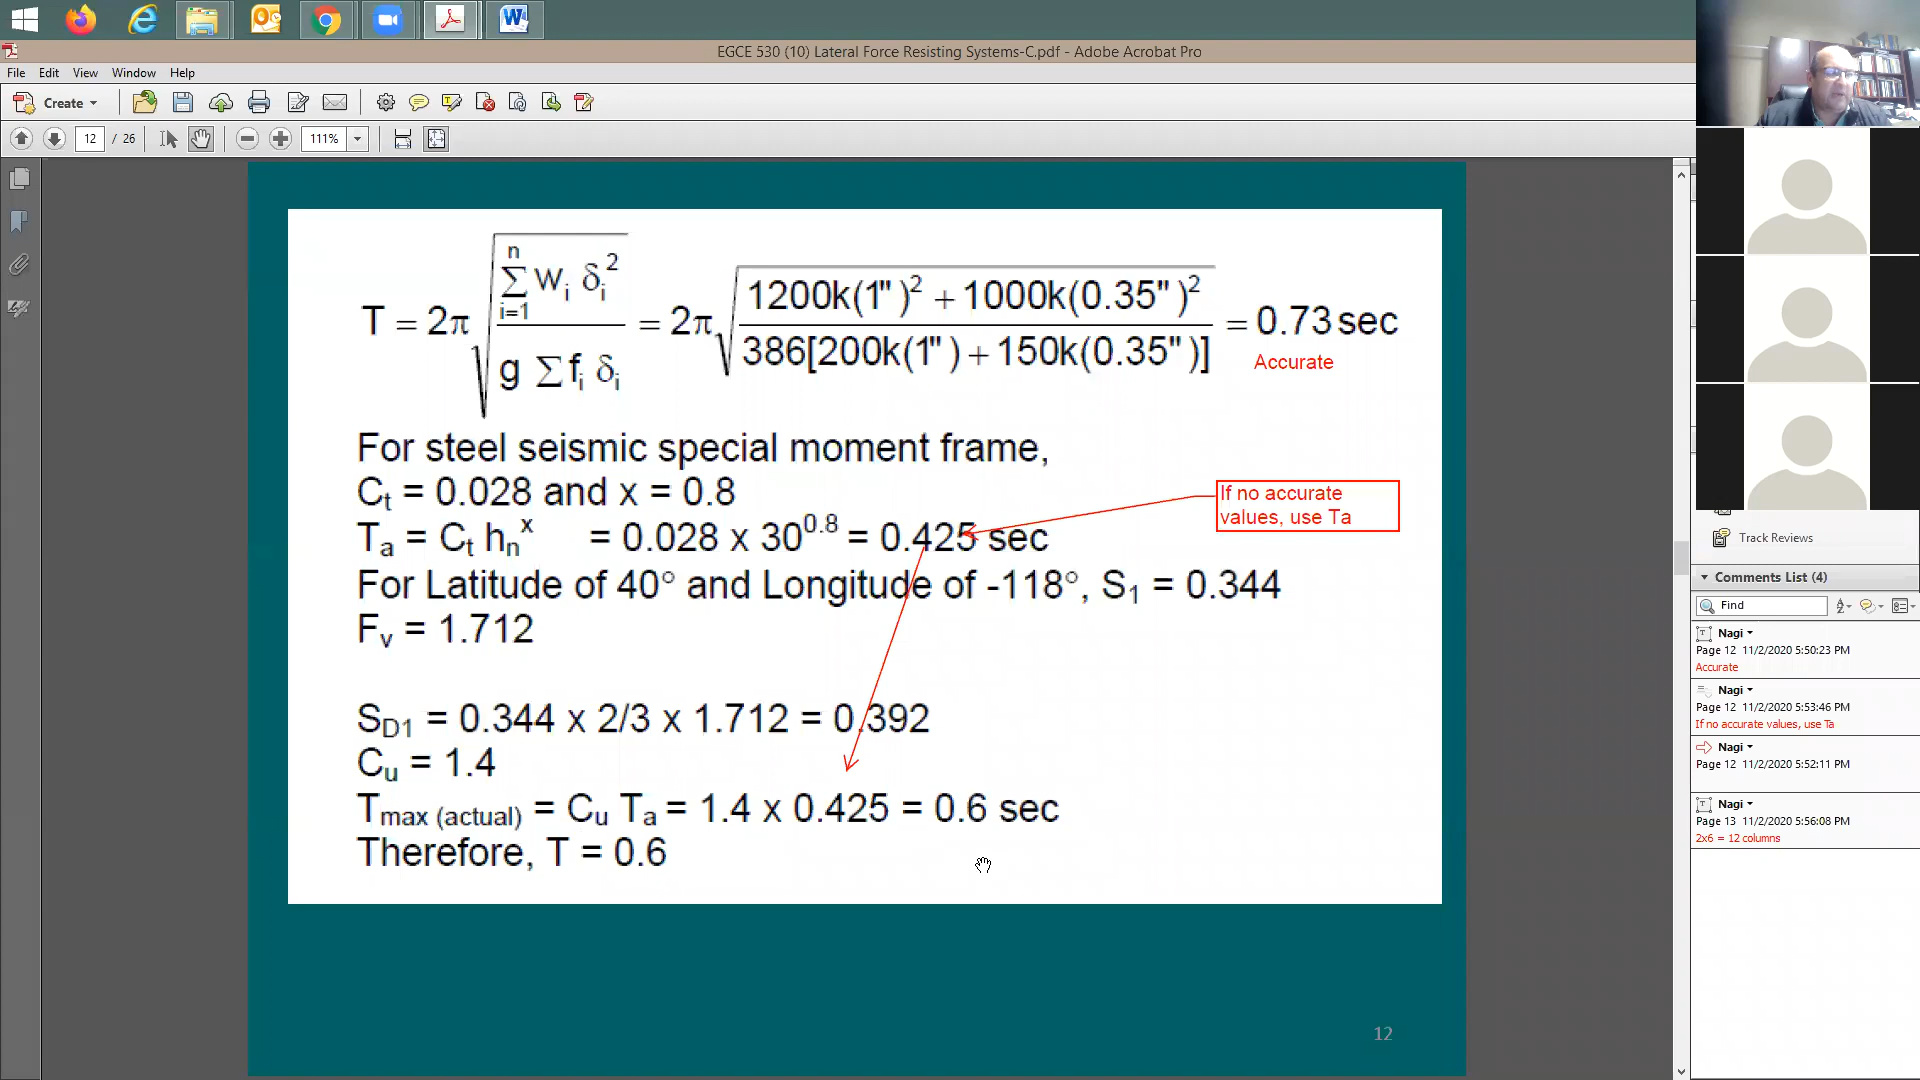 EGCE 530 (10) Lateral Force Resisting Systems-C.pdf - Adobe Acrobat Pro
File Edit View Window Help
Create
12 / 26 111%
T = 2π √( n Σ i=1 W_i δ_i^2 / g Σ f_i δ_i ) = 2π √( 1200k(1")^2 + 1000k(0.35")^2 / 386[200k(1") + 150k(0.35")] ) = 0.73 sec
Accurate
For steel seismic special moment frame,
C_t = 0.028 and x = 0.8
If no accurate
values, use Ta
T_a = C_t h_n^x = 0.028 x 30^0.8 = 0.425 sec
For Latitude of 40° and Longitude of -118°, S_1 = 0.344
F_v = 1.712
S_D1 = 0.344 x 2/3 x 1.712 = 0.392
C_u = 1.4
T_max (actual) = C_u T_a = 1.4 x 0.425 = 0.6 sec
Therefore, T = 0.6
12
Track Reviews
Comments List (4)
Find
Nagi
Page 12 11/2/2020 5:50:23 PM
Accurate
Nagi
Page 12 11/2/2020 5:53:46 PM
If no accurate values, use Ta
Nagi
Page 12 11/2/2020 5:52:11 PM
Nagi
Page 13 11/2/2020 5:56:08 PM
2x6 = 12 columns